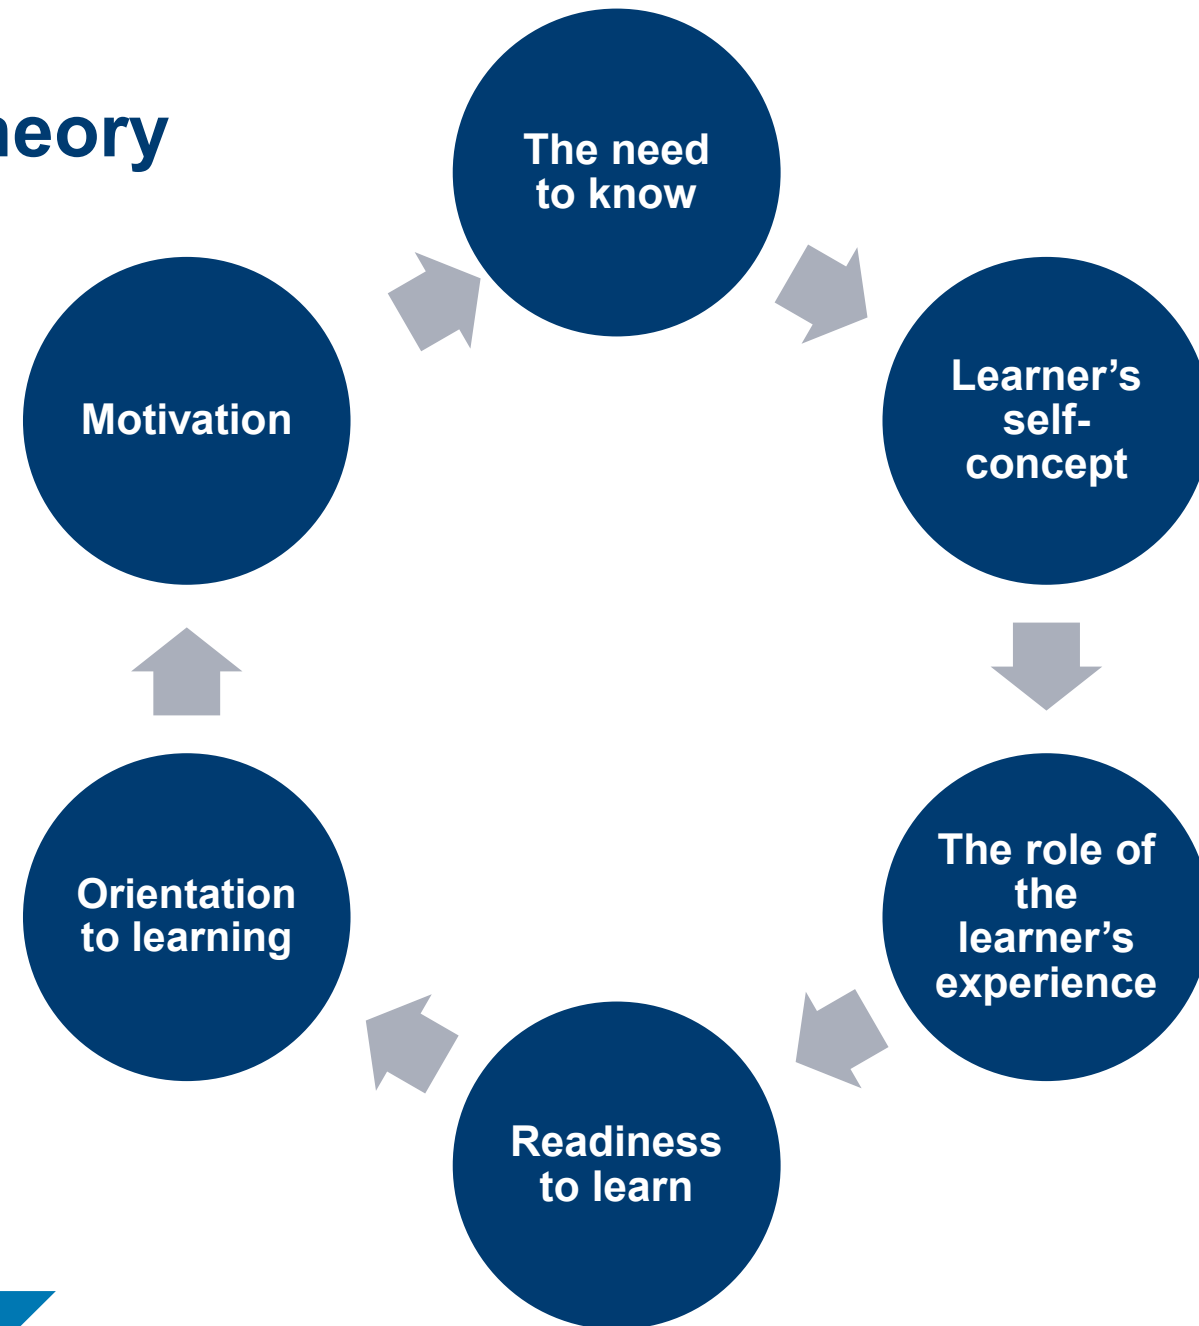 heory
The need
to know
Learner’s
self-
concept
The role of
the
learner’s
experience
Readiness
to learn
Orientation
to learning
Motivation